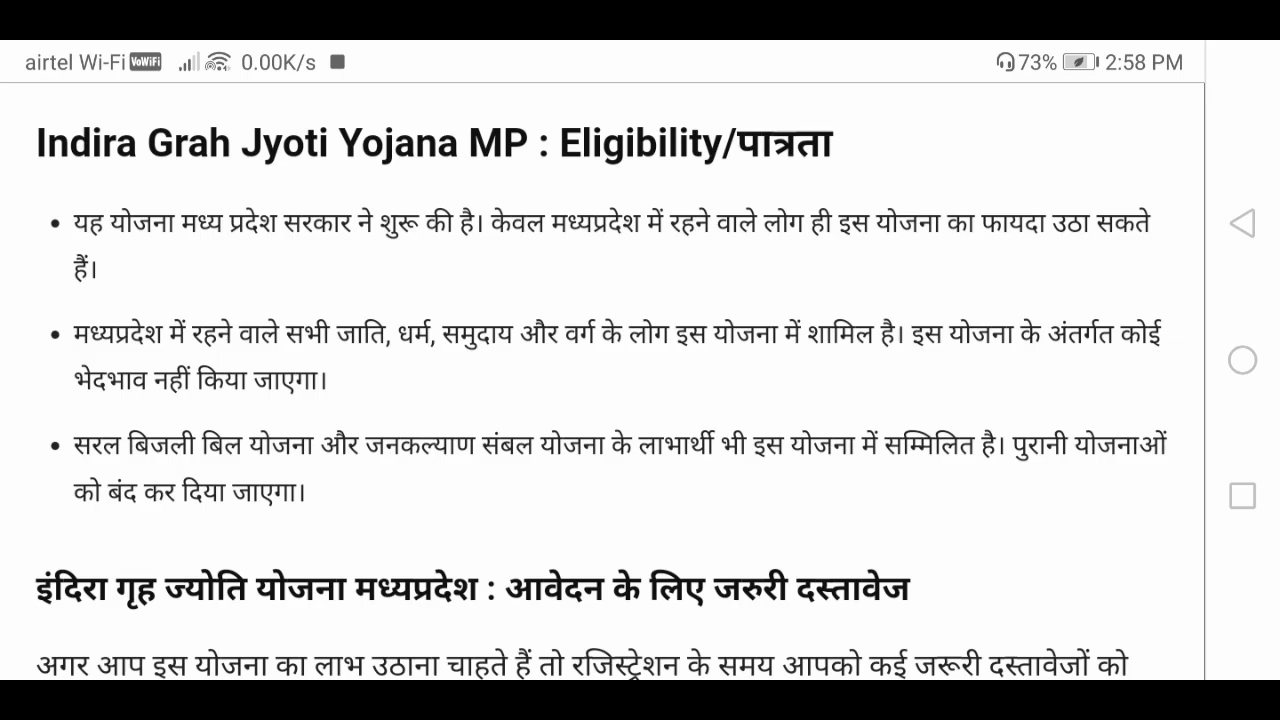 airtel Wi-Fi VoWiFi 0.00K/s 73% 2:58 PM
Indira Grah Jyoti Yojana MP : Eligibility/पात्रता
• यह योजना मध्य प्रदेश सरकार ने शुरू की है। केवल मध्यप्रदेश में रहने वाले लोग ही इस योजना का फायदा उठा सकते
हैं।
• मध्यप्रदेश में रहने वाले सभी जाति, धर्म, समुदाय और वर्ग के लोग इस योजना में शामिल है। इस योजना के अंतर्गत कोई
भेदभाव नहीं किया जाएगा।
• सरल बिजली बिल योजना और जनकल्याण संबल योजना के लाभार्थी भी इस योजना में सम्मिलित है। पुरानी योजनाओं
को बंद कर दिया जाएगा।
इंदिरा गृह ज्योति योजना मध्यप्रदेश : आवेदन के लिए जरुरी दस्तावेज
अगर आप इस योजना का लाभ उठाना चाहते हैं तो रजिस्ट्रेशन के समय आपको कई जरूरी दस्तावेजों को